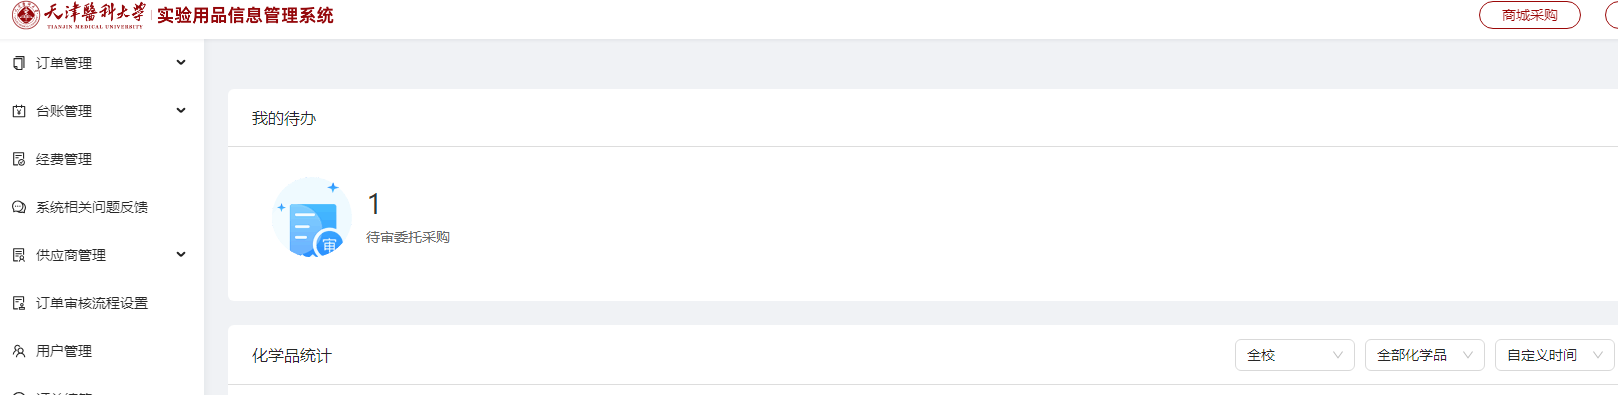 天津醫科大学
TIANJIN MEDICAL UNIVERSITY
实验用品信息管理系统
商城采购
订单管理
台账管理
经费管理
系统相关问题反馈
供应商管理
订单审核流程设置
用户管理
我的待办
1
审
待审委托采购
化学品统计
全校
全部化学品
自定义时间